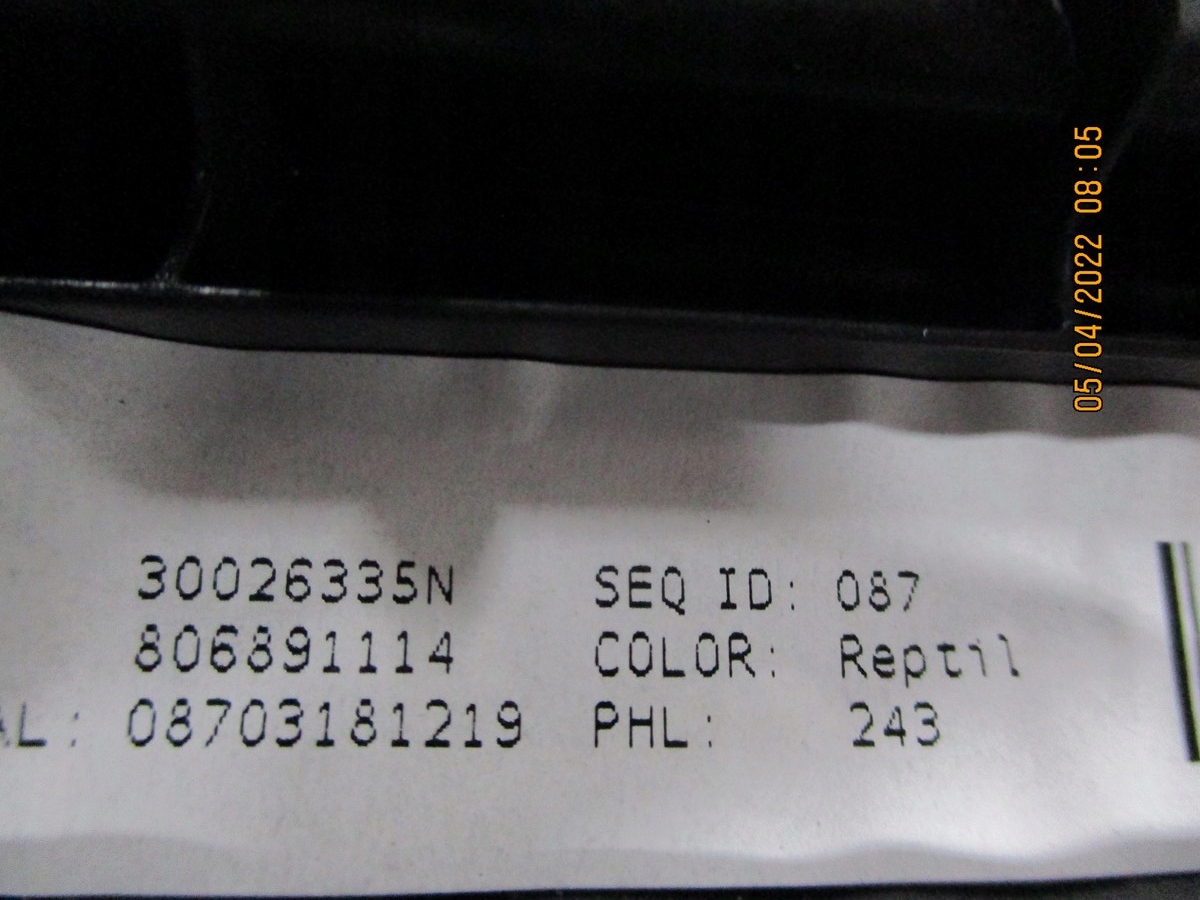 30026335N SEQ ID: 087
806891114 COLOR: Reptil
AL: 08703181219 PHL: 243
05/04/2022 08:05